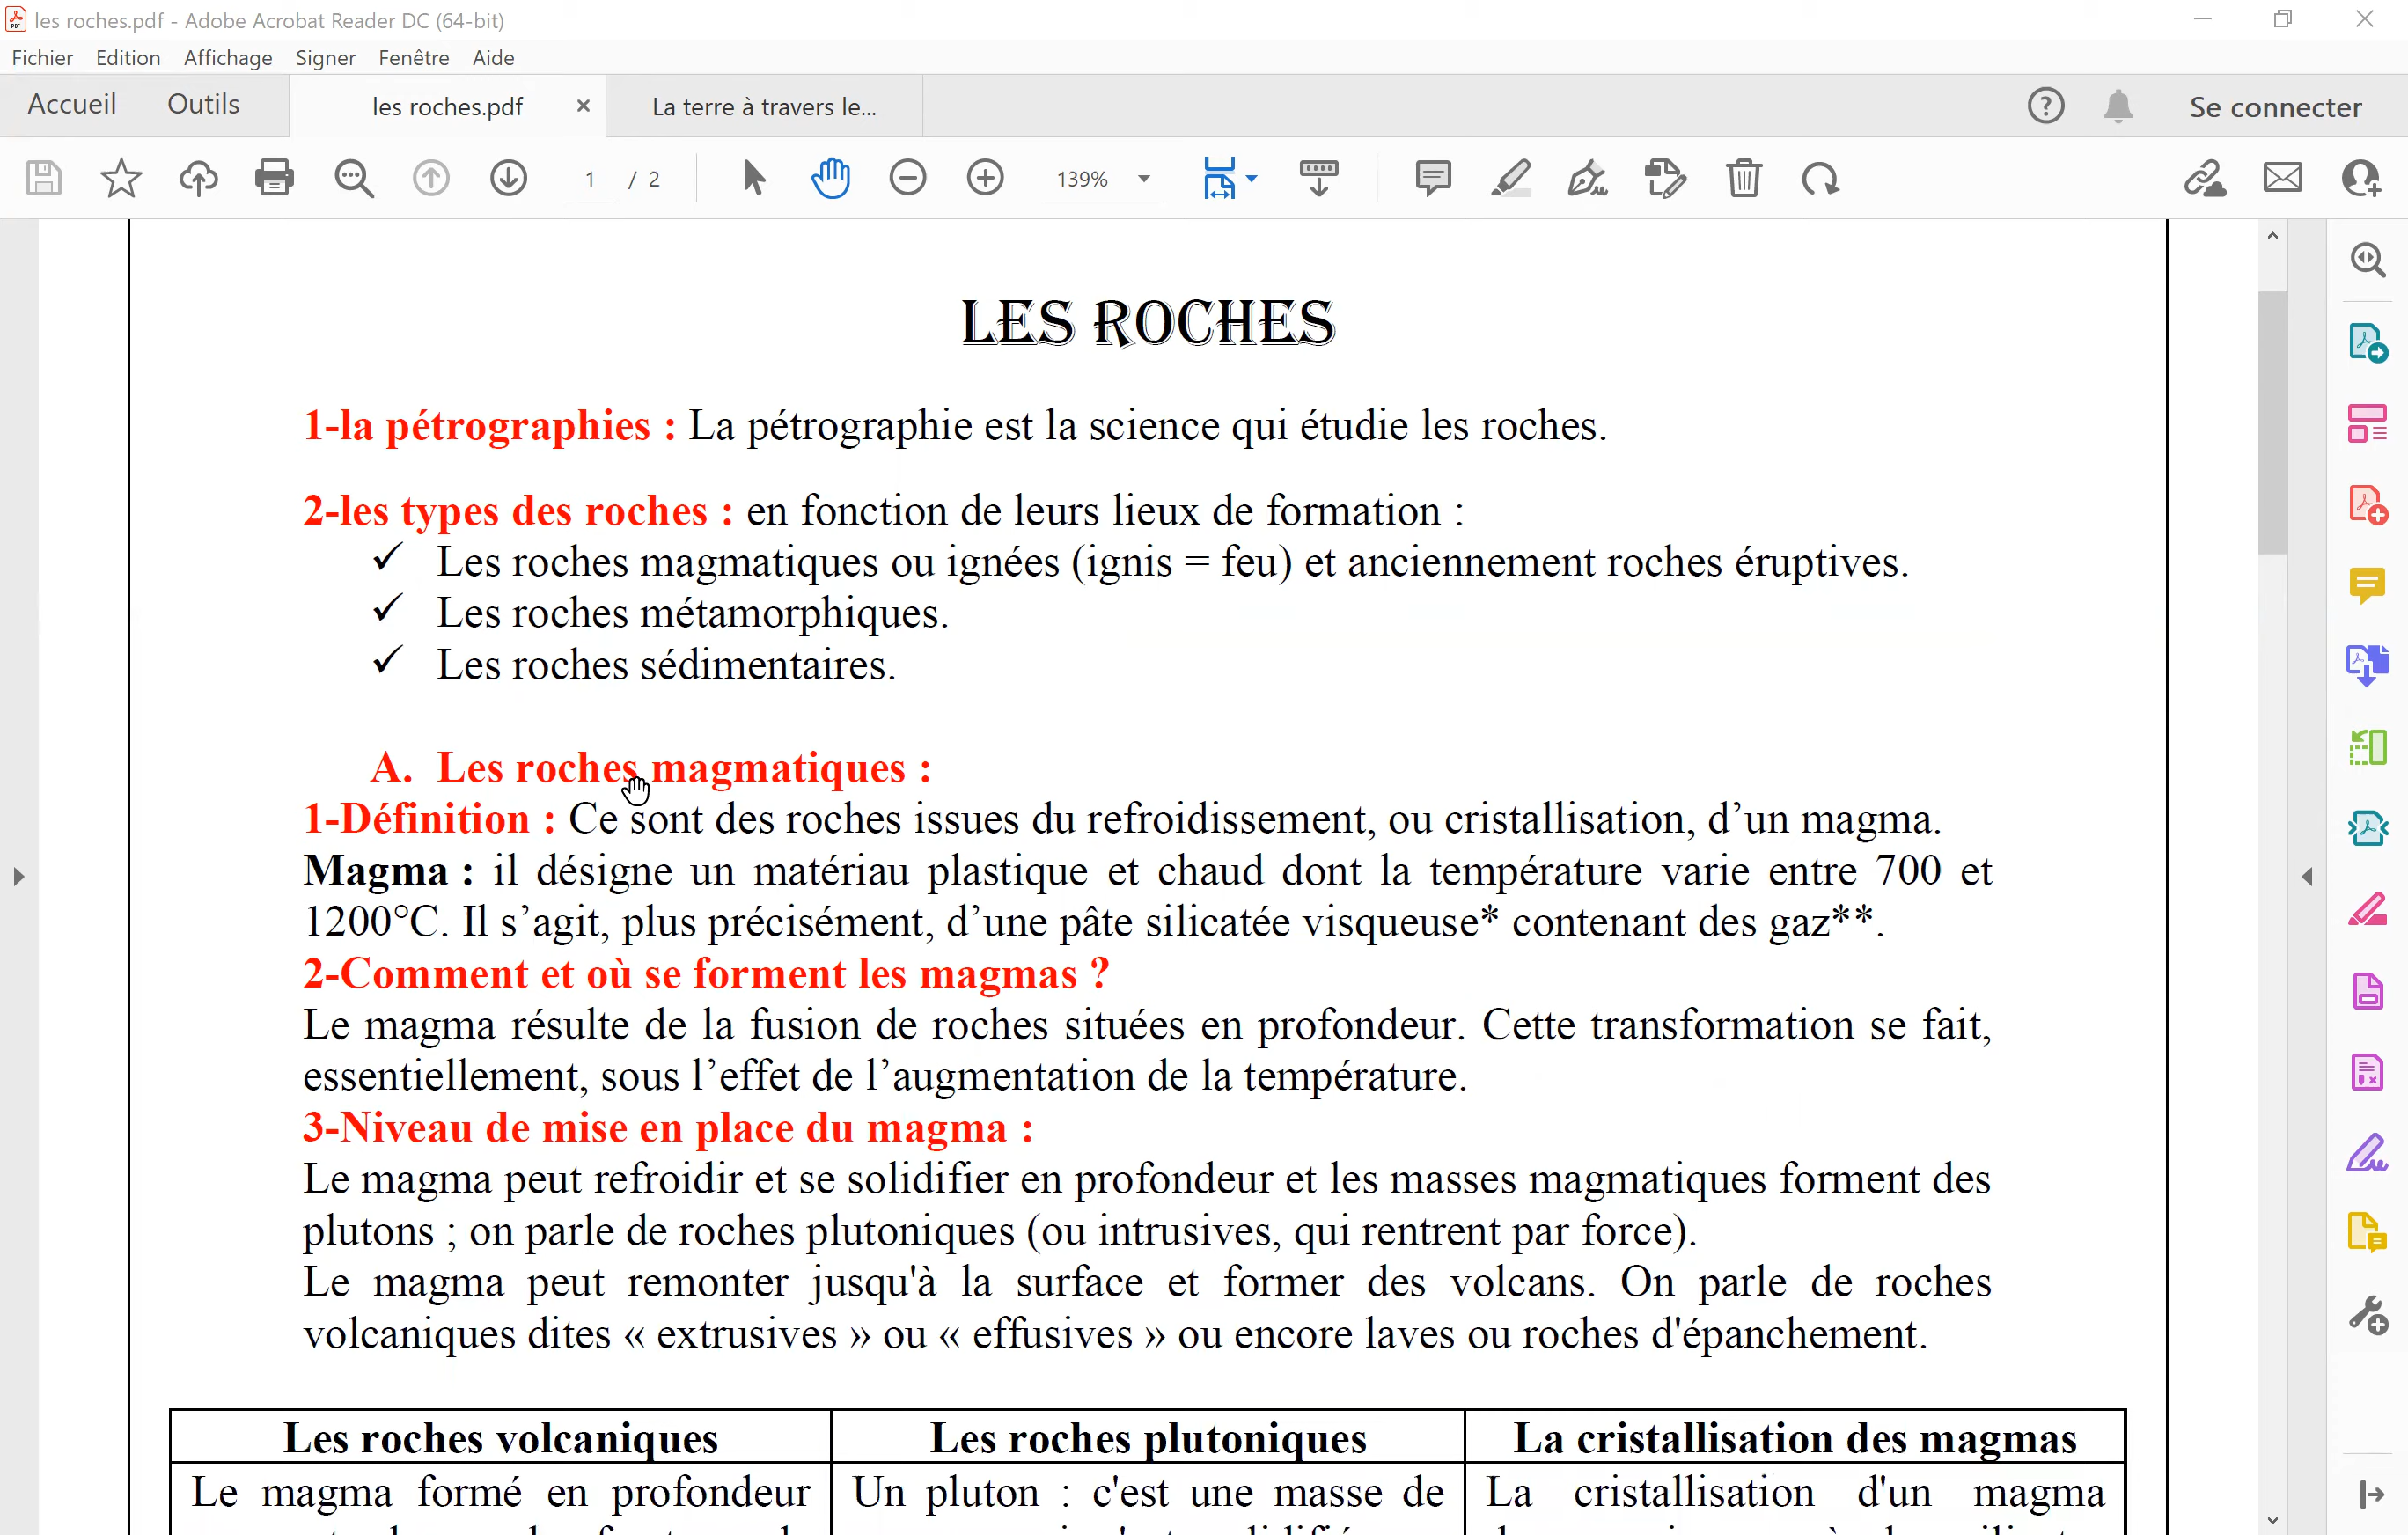 les roches.pdf - Adobe Acrobat Reader DC (64-bit)
Fichier Edition Affichage Signer Fenêtre Aide
Accueil Outils les roches.pdf La terre à travers le... Se connecter
1 / 2 139%
LES ROCHES
1-la pétrographies : La pétrographie est la science qui étudie les roches.
2-les types des roches : en fonction de leurs lieux de formation :
✓ Les roches magmatiques ou ignées (ignis = feu) et anciennement roches éruptives.
✓ Les roches métamorphiques.
✓ Les roches sédimentaires.
A. Les roches magmatiques :
1-Définition : Ce sont des roches issues du refroidissement, ou cristallisation, d’un magma.
Magma : il désigne un matériau plastique et chaud dont la température varie entre 700 et
1200°C. Il s’agit, plus précisément, d’une pâte silicatée visqueuse* contenant des gaz**.
2-Comment et où se forment les magmas ?
Le magma résulte de la fusion de roches situées en profondeur. Cette transformation se fait,
essentiellement, sous l’effet de l’augmentation de la température.
3-Niveau de mise en place du magma :
Le magma peut refroidir et se solidifier en profondeur et les masses magmatiques forment des
plutons ; on parle de roches plutoniques (ou intrusives, qui rentrent par force).
Le magma peut remonter jusqu'à la surface et former des volcans. On parle de roches
volcaniques dites « extrusives » ou « effusives » ou encore laves ou roches d'épanchement.
Les roches volcaniques Les roches plutoniques La cristallisation des magmas
Le magma formé en profondeur Un pluton : c'est une masse de La cristallisation d'un magma